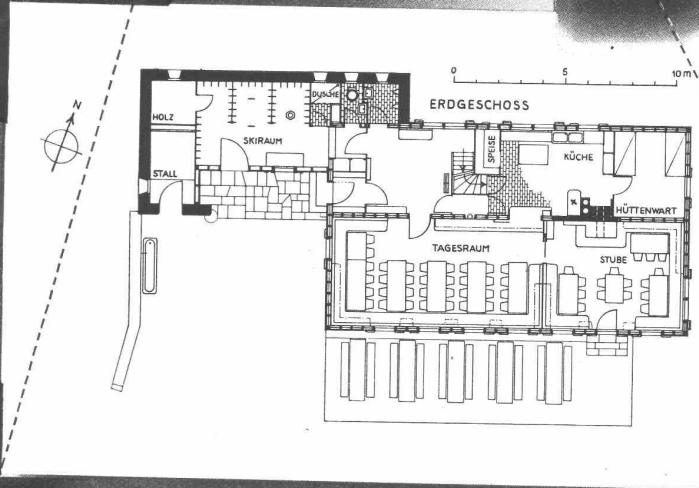 N
0 5 10 m
ERDGESCHOSS
DUSCHE
HOLZ
SKIRAUM
SPEISE
KÜCHE
STALL
HÜTTENWART
TAGESRAUM
STUBE